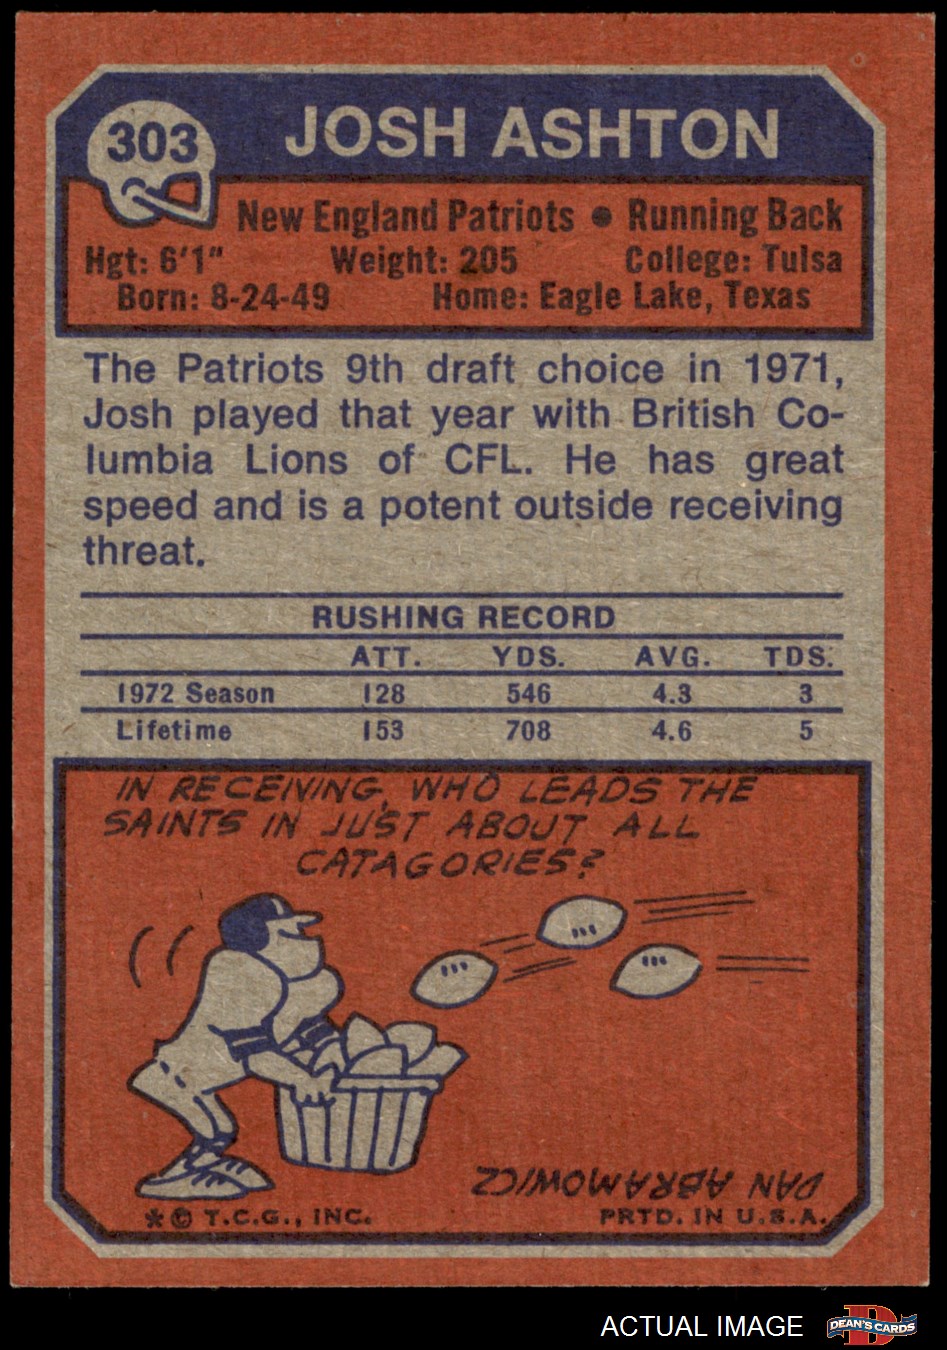 303
JOSH ASHTON
New England Patriots • Running Back
Hgt: 6'1" Weight: 205 College: Tulsa
Born: 8-24-49 Home: Eagle Lake, Texas
The Patriots 9th draft choice in 1971,
Josh played that year with British Co-
lumbia Lions of CFL. He has great
speed and is a potent outside receiving
threat.
RUSHING RECORD
ATT. YDS. AVG. TDS.
1972 Season 128 546 4.3 3
Lifetime 153 708 4.6 5
IN RECEIVING, WHO LEADS THE
SAINTS IN JUST ABOUT ALL
CATAGORIES?
DAN ABRAMOWICZ
* © T.C.G., INC. PRTD. IN U.S.A.
ACTUAL IMAGE
D
DEAN'S CARDS